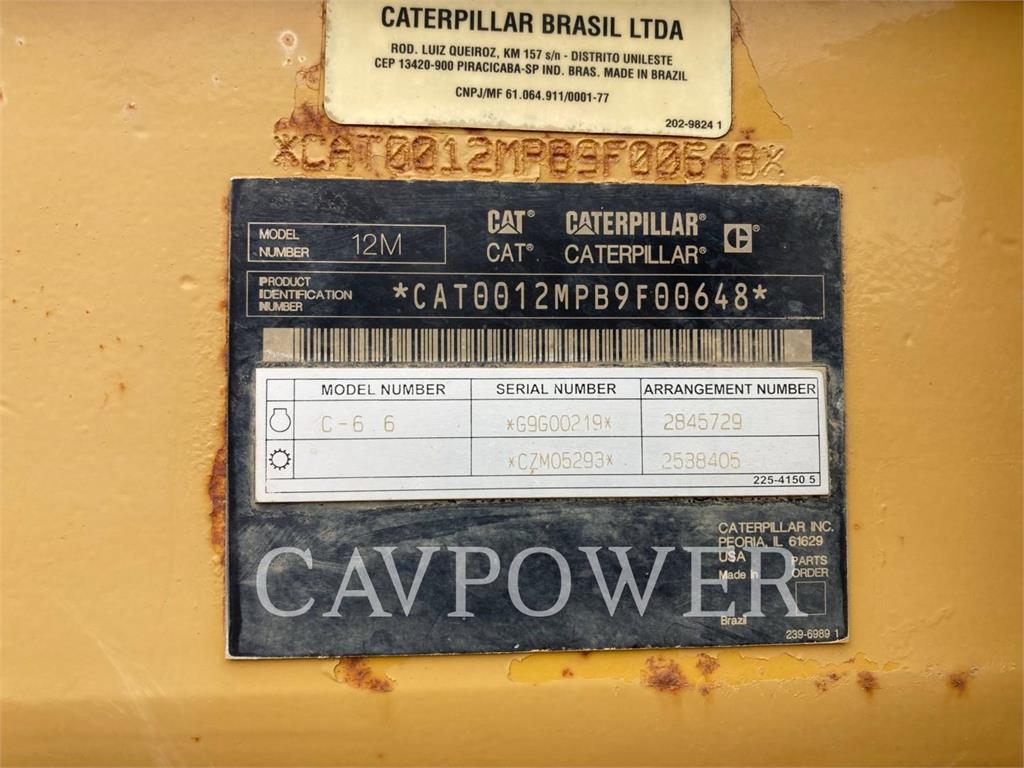 CATERPILLAR BRASIL LTDA
ROD. LUIZ QUEIROZ, KM 157 s/n - DISTRITO UNILESTE
CEP 13420-900 PIRACICABA-SP IND. BRAS. MADE IN BRAZIL
CNPJ/MF 61.064.911/0001-77
202-9824 1
*CAT0012MPB9F00648*
MODEL NUMBER 12M
CAT® CATERPILLAR® C®
CAT® CATERPILLAR®
PRODUCT IDENTIFICATION NUMBER *CAT0012MPB9F00648*
MODEL NUMBER SERIAL NUMBER ARRANGEMENT NUMBER
C-6.6 *G9G00219* 2845729
*CZM05293* 2538405
225-4150 5
CATERPILLAR INC.
PEORIA, IL 61629
USA
PARTS ORDER
Made in
Brazil
239-6989 1
CAVPOWER